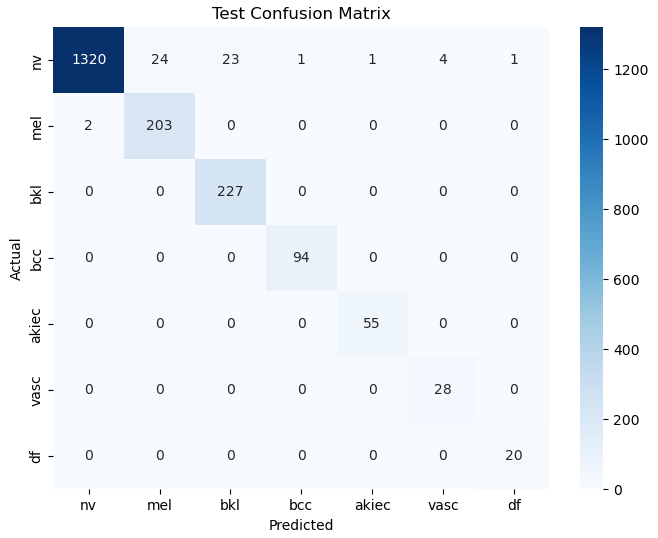 Test Confusion Matrix
nv 1320 24 23 1 1 4 1
mel 2 203 0 0 0 0 0
bkl 0 0 227 0 0 0 0
bcc 0 0 0 94 0 0 0
akiec 0 0 0 0 55 0 0
vasc 0 0 0 0 0 28 0
df 0 0 0 0 0 0 20
nv mel bkl bcc akiec vasc df
Predicted
Actual
1200
1000
800
600
400
200
0